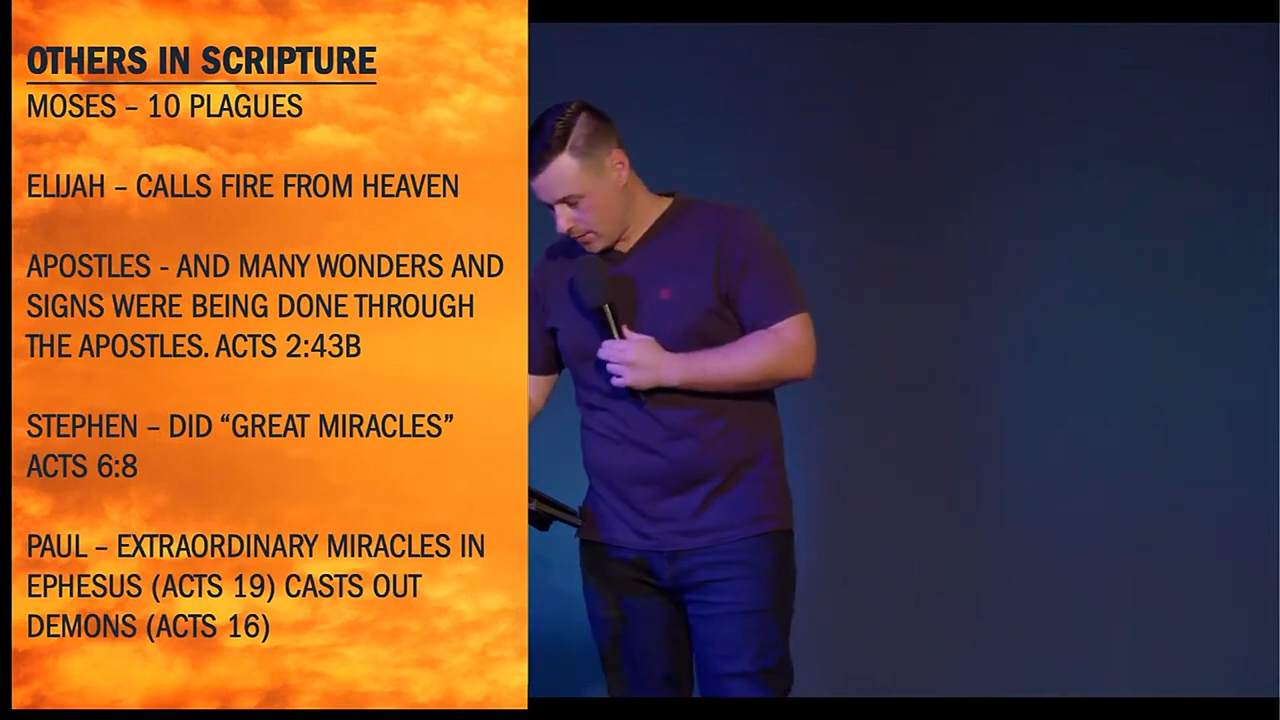 OTHERS IN SCRIPTURE
MOSES – 10 PLAGUES
ELIJAH – CALLS FIRE FROM HEAVEN
APOSTLES - AND MANY WONDERS AND
SIGNS WERE BEING DONE THROUGH
THE APOSTLES. ACTS 2:43B
STEPHEN – DID “GREAT MIRACLES”
ACTS 6:8
PAUL – EXTRAORDINARY MIRACLES IN
EPHESUS (ACTS 19) CASTS OUT
DEMONS (ACTS 16)